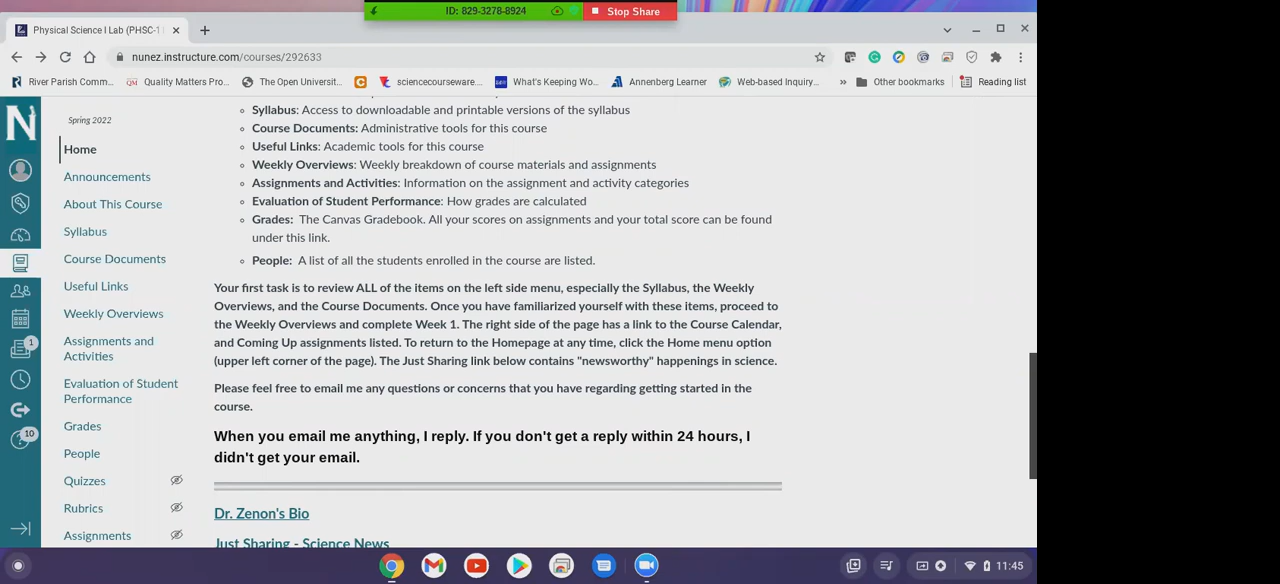 ID: 829-3278-8924
Stop Share
Physical Science I Lab (PHSC-1
nunez.instructure.com/courses/292633
River Parish Comm...
Quality Matters Pro...
The Open Universit...
sciencecourseware...
What's Keeping Wo...
Annenberg Learner
Web-based Inquiry...
»
Other bookmarks
Reading list
N
Spring 2022
Home
Announcements
About This Course
Syllabus
Course Documents
Useful Links
Weekly Overviews
Assignments and
Activities
Evaluation of Student
Performance
Grades
People
Quizzes
Rubrics
Assignments
1
10
Syllabus: Access to downloadable and printable versions of the syllabus
Course Documents: Administrative tools for this course
Useful Links: Academic tools for this course
Weekly Overviews: Weekly breakdown of course materials and assignments
Assignments and Activities: Information on the assignment and activity categories
Evaluation of Student Performance: How grades are calculated
Grades: The Canvas Gradebook. All your scores on assignments and your total score can be found
under this link.
People: A list of all the students enrolled in the course are listed.
Your first task is to review ALL of the items on the left side menu, especially the Syllabus, the Weekly
Overviews, and the Course Documents. Once you have familiarized yourself with these items, proceed to
the Weekly Overviews and complete Week 1. The right side of the page has a link to the Course Calendar,
and Coming Up assignments listed. To return to the Homepage at any time, click the Home menu option
(upper left corner of the page). The Just Sharing link below contains "newsworthy" happenings in science.
Please feel free to email me any questions or concerns that you have regarding getting started in the
course.
When you email me anything, I reply. If you don't get a reply within 24 hours, I
didn't get your email.
Dr. Zenon's Bio
Just Sharing - Science News
11:45